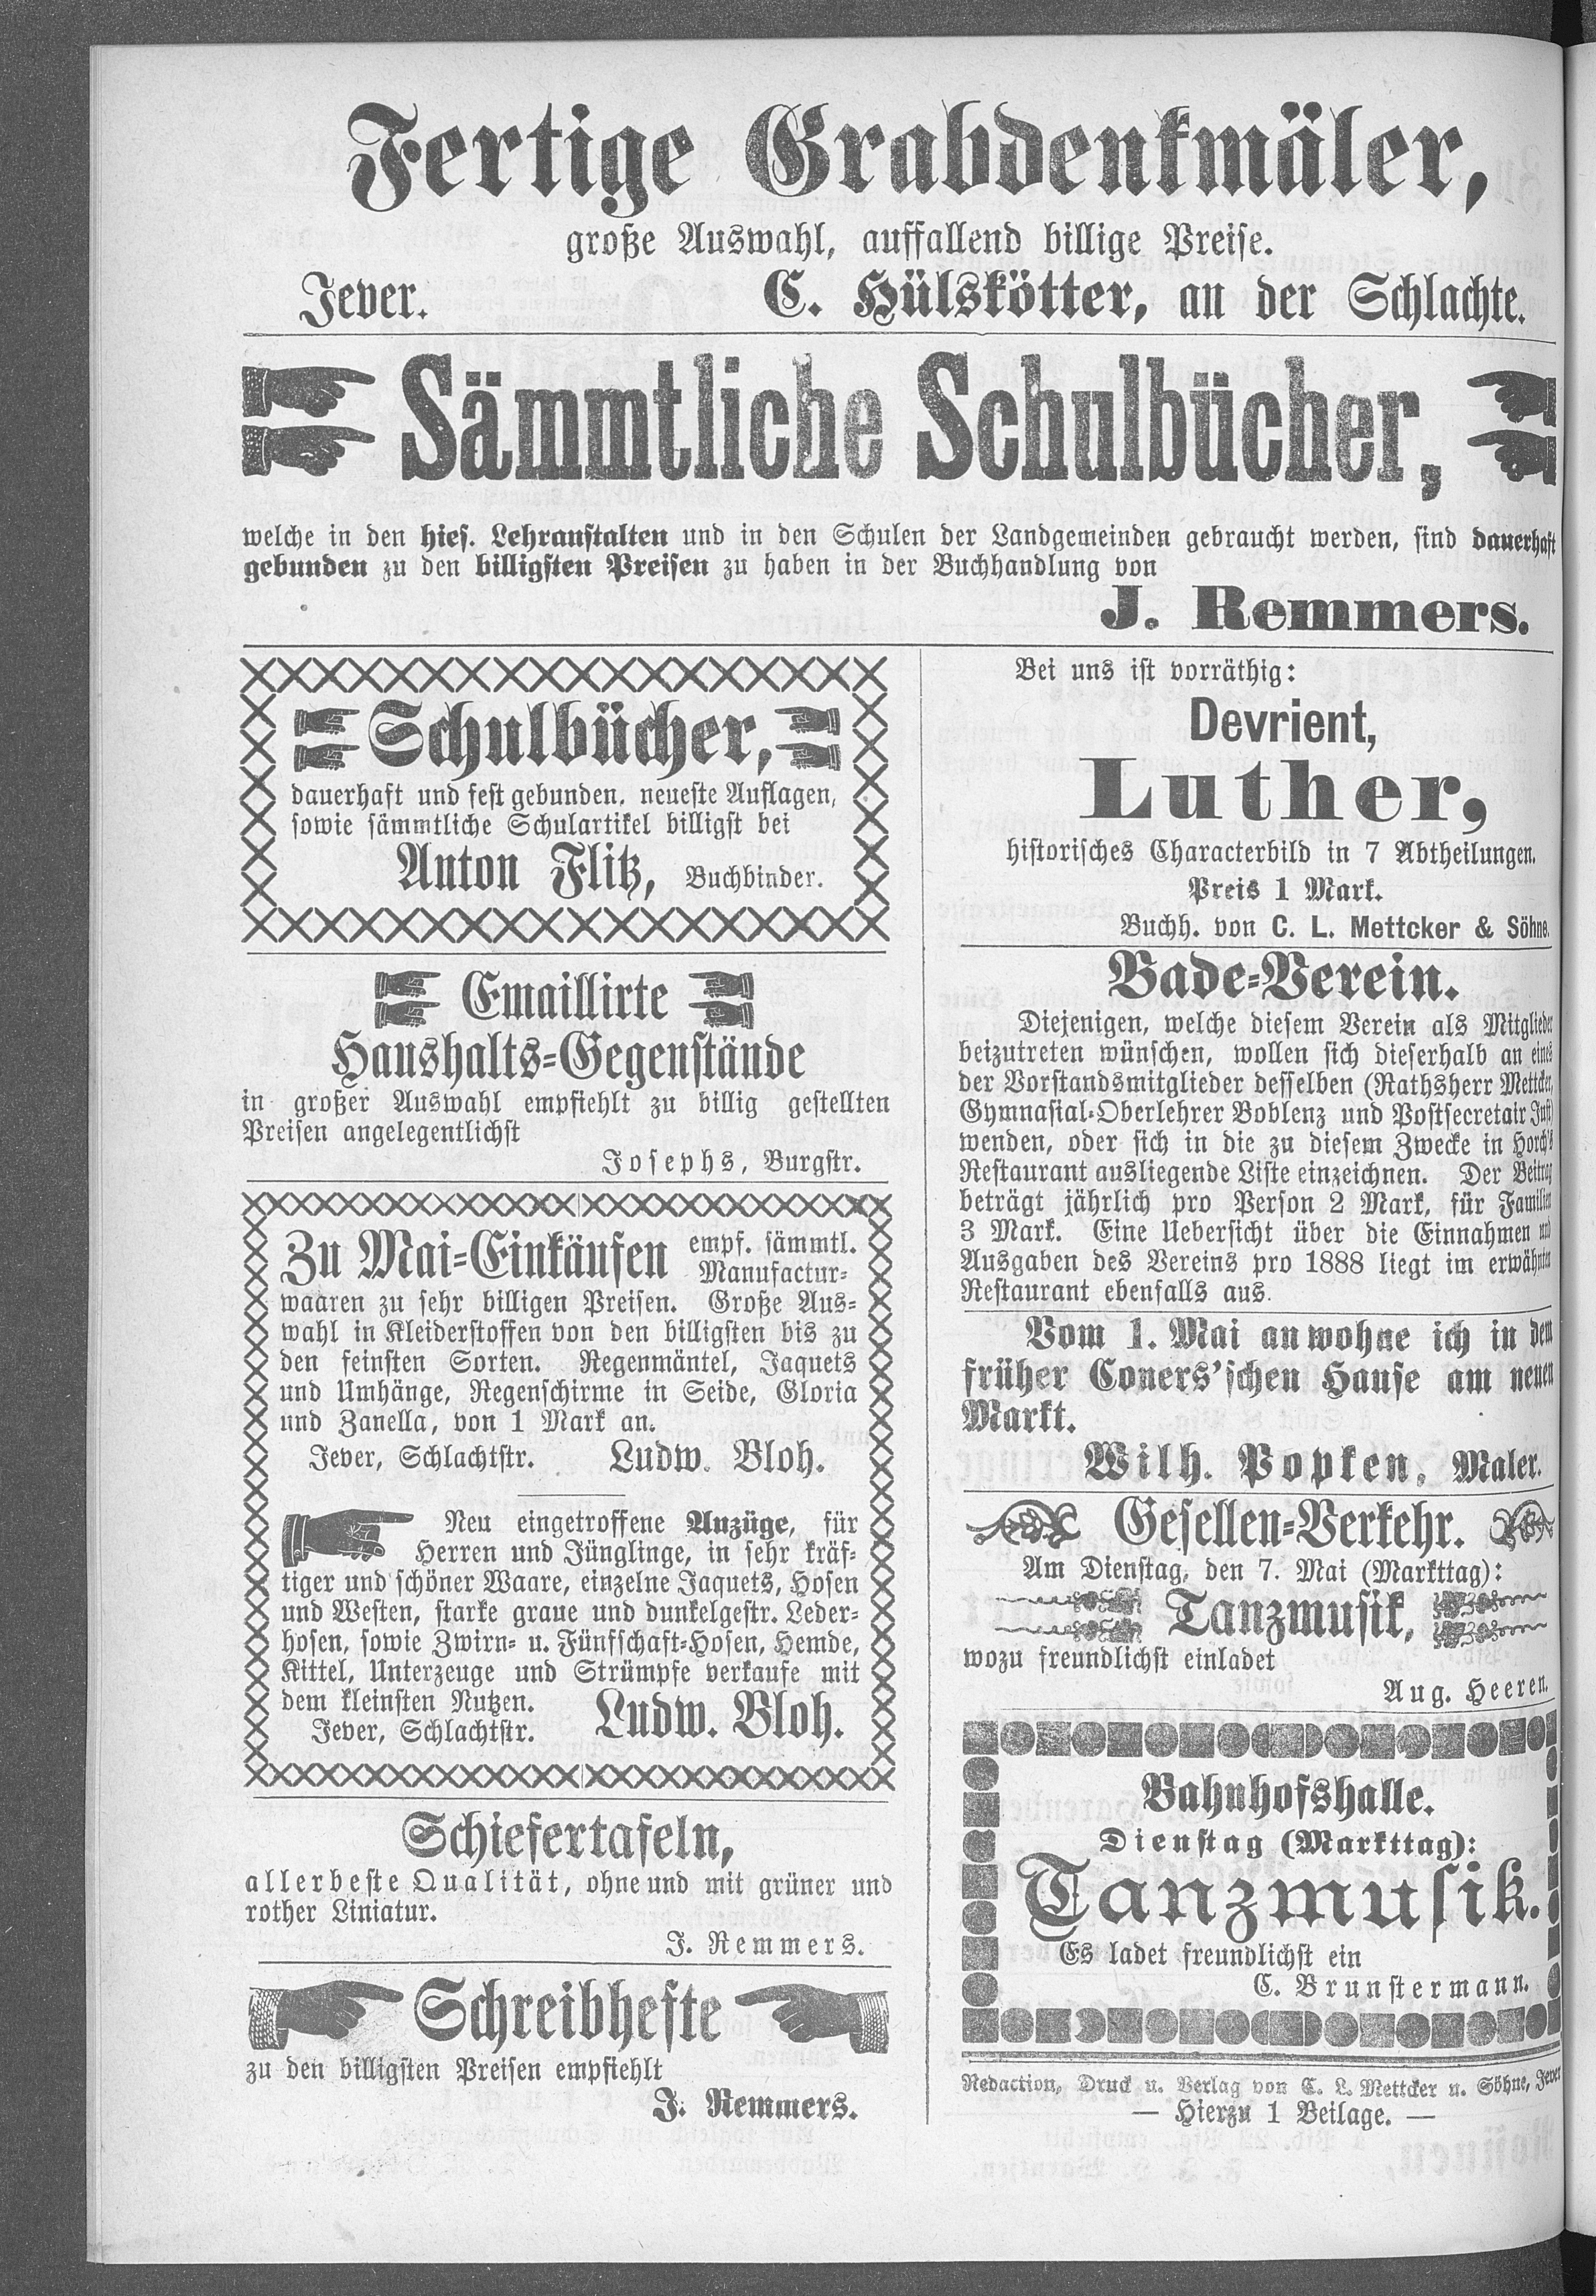 Fertige Grabdenkmäler,
große Auswahl, auffallend billige Preise.
Jever. C. Hülskötter, an der Schlachte.
Sämmtliche Schulbücher,
welche in den hies. Lehranstalten und in den Schulen der Landgemeinden gebraucht werden, sind dauerhaft
gebunden zu den billigsten Preisen zu haben in der Buchhandlung von
J. Remmers.
Schulbücher,
dauerhaft und fest gebunden, neueste Auflagen,
sowie sämmtliche Schulartikel billigst bei
Anton Flitz, Buchbinder.
Emaillirte
Haushalts-Gegenstände
in großer Auswahl empfiehlt zu billig gestellten
Preisen angelegentlichst
Josephs, Burgstr.
Zu Mai-Einkäufen empf. sämmtl.
Manufactur-
waaren zu sehr billigen Preisen. Große Aus-
wahl in Kleiderstoffen von den billigsten bis zu
den feinsten Sorten. Regenmäntel, Jaquets
und Umhänge, Regenschirme in Seide, Gloria
und Zanella, von 1 Mark an.
Jever, Schlachtstr. Ludw. Bloh.
Neu eingetroffene Anzüge, für
Herren und Jünglinge, in sehr kräf-
tiger und schöner Waare, einzelne Jaquets, Hosen
und Westen, starke graue und dunkelgestr. Leder-
hosen, sowie Zwirn- u. Fünfschaft-Hosen, Hemde,
Kittel, Unterzeuge und Strümpfe verkaufe mit
dem kleinsten Nutzen.
Jever, Schlachtstr. Ludw. Bloh.
Schiefertafeln,
allerbeste Qualität, ohne und mit grüner und
rother Liniatur.
J. Remmers.
Schreibhefte
zu den billigsten Preisen empfiehlt
J. Remmers.
Bei uns ist vorräthig:
Devrient,
Luther,
historisches Characterbild in 7 Abtheilungen.
Preis 1 Mark.
Buchh. von C. L. Mettcker & Söhne.
Bade-Verein.
Diejenigen, welche diesem Verein als Mitglieder
beizutreten wünschen, wollen sich dieserhalb an eines
der Vorstandsmitglieder desselben (Rathsherr Mettcker,
Gymnasial-Oberlehrer Boblenz und Postsecretair
wenden, oder sich in die zu diesem Zwecke in Horch's
Restaurant ausliegende Liste einzeichnen. Der Beitrag
beträgt jährlich pro Person 2 Mark, für Familien
3 Mark. Eine Uebersicht über die Einnahmen und
Ausgaben des Vereins pro 1888 liegt im erwähnten
Restaurant ebenfalls aus.
Vom 1. Mai an wohne ich in dem
früher Coners'schen Hause am neuen
Markt.
Wilh. Popken, Maler.
Gesellen-Verkehr.
Am Dienstag, den 7. Mai (Markttag):
Tanzmusik,
wozu freundlichst einladet
Aug. Heeren.
Bahnhofshalle.
Dienstag (Markttag):
Tanzmusik.
Es ladet freundlichst ein
C. Brunstermann.
Redaction, Druck u. Verlag von C. L. Mettcker u. Söhne, Jever
— Hierzu 1 Beilage. —